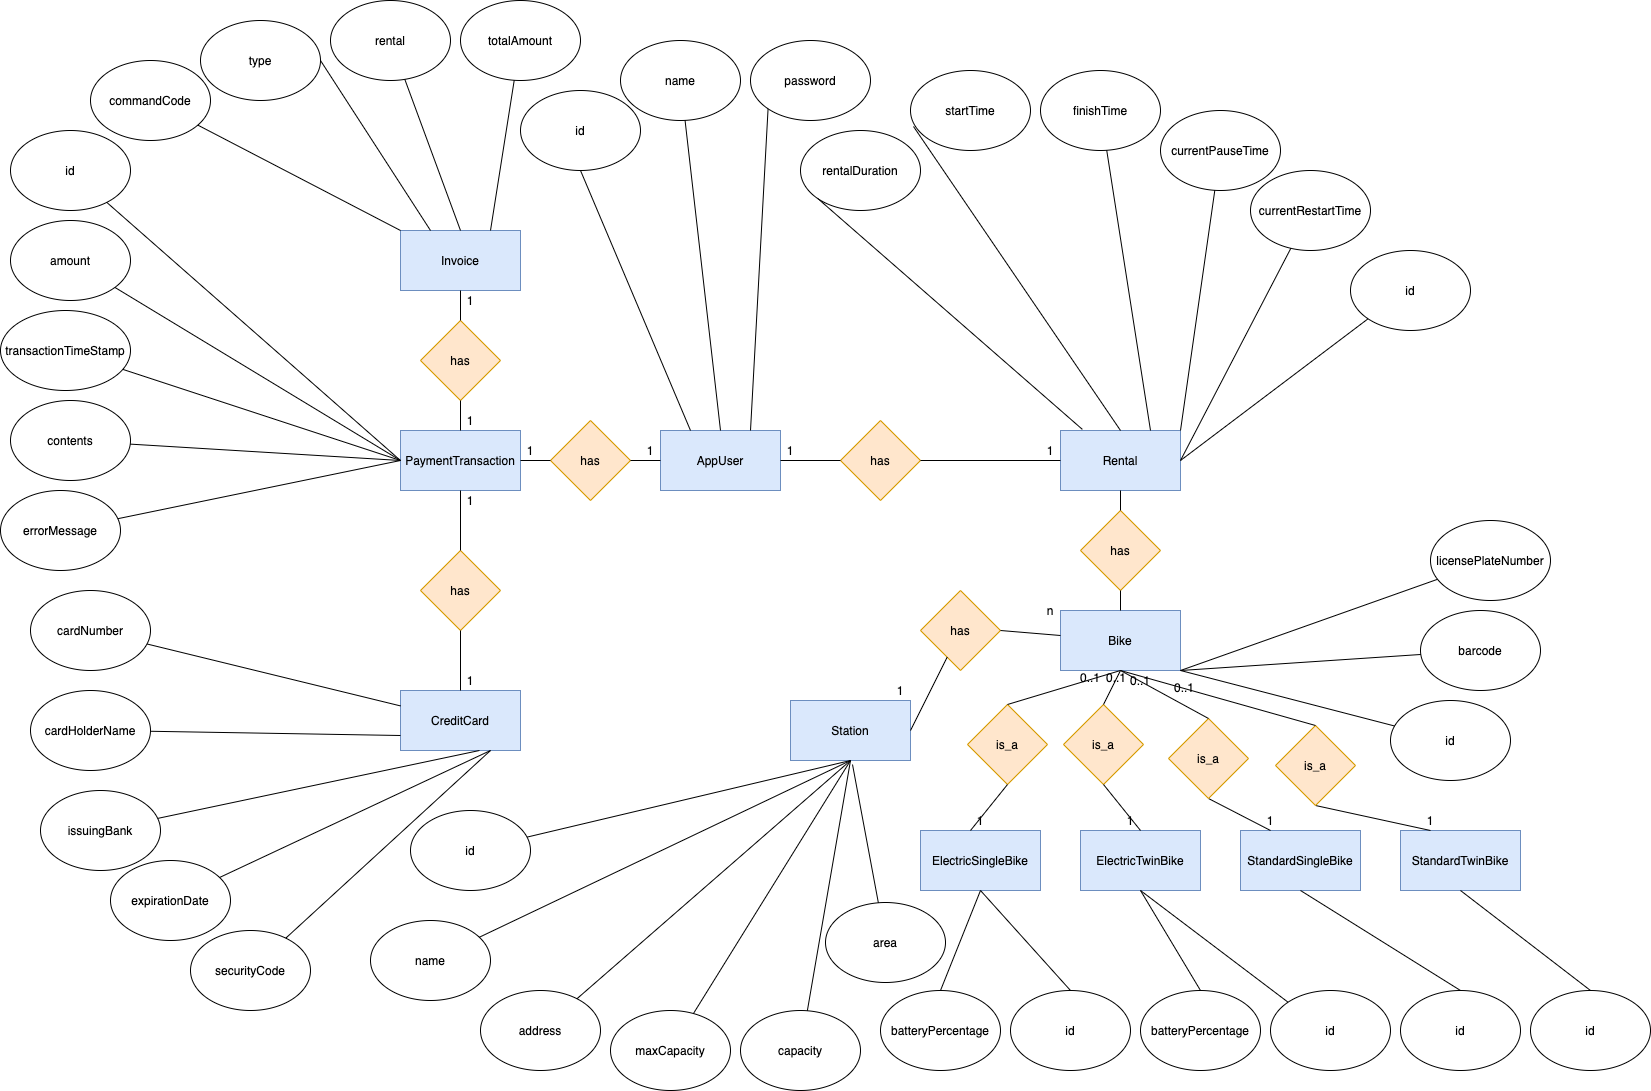 rental
totalAmount
type
commandCode
name
password
id
startTime
finishTime
rentalDuration
currentPauseTime
currentRestartTime
id
id
amount
transactionTimeStamp
contents
errorMessage
Invoice
1
has
1
PaymentTransaction
1
has
1
AppUser
1
has
1
Rental
1
has
has
licensePlateNumber
barcode
id
n
Bike
has
1
Station
0..1
0..1
0..1
0..1
is_a
is_a
is_a
is_a
cardNumber
cardHolderName
issuingBank
expirationDate
securityCode
1
CreditCard
1
1
1
1
ElectricSingleBike
ElectricTwinBike
StandardSingleBike
StandardTwinBike
id
name
address
maxCapacity
capacity
area
batteryPercentage
id
batteryPercentage
id
id
id